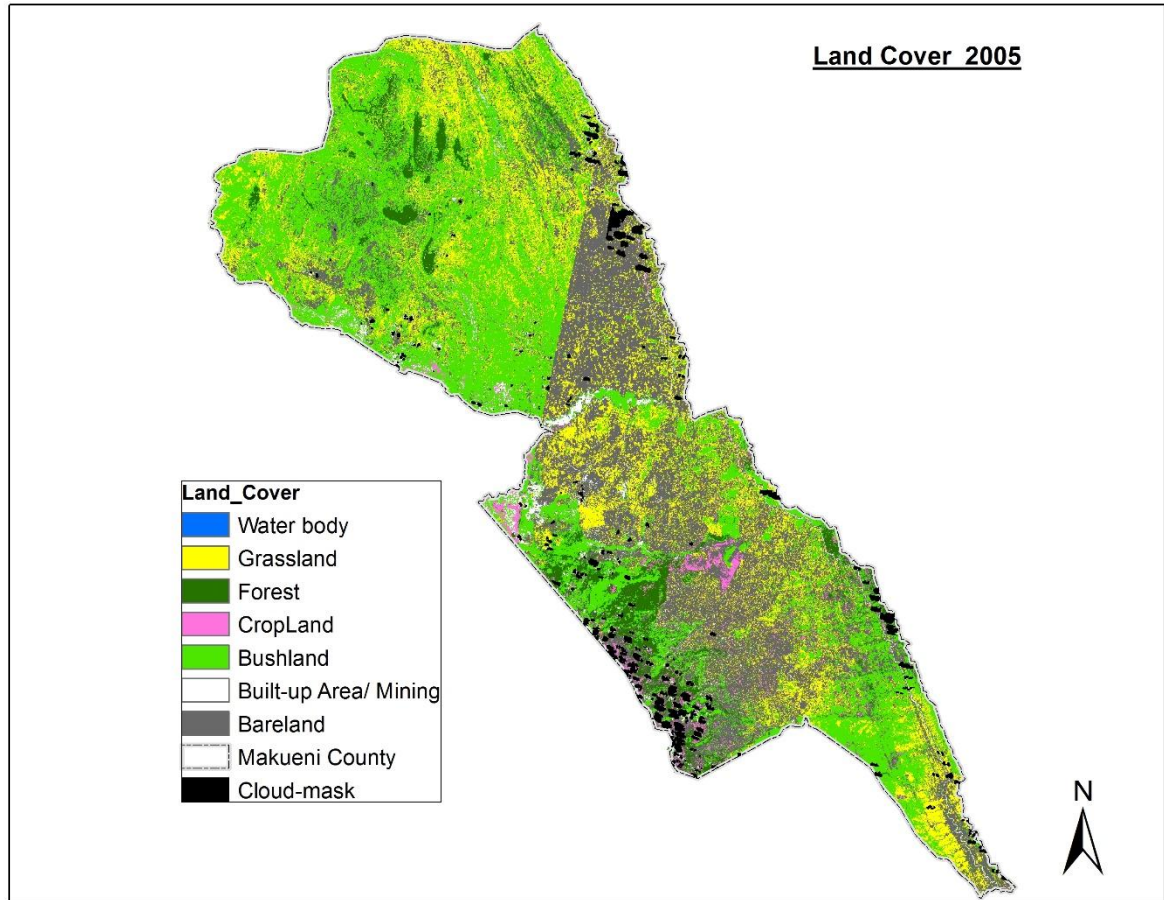 Land Cover 2005
Land_Cover
Water body
Grassland
Forest
CropLand
Bushland
Built-up Area/ Mining
Bareland
Makueni County
Cloud-mask
N